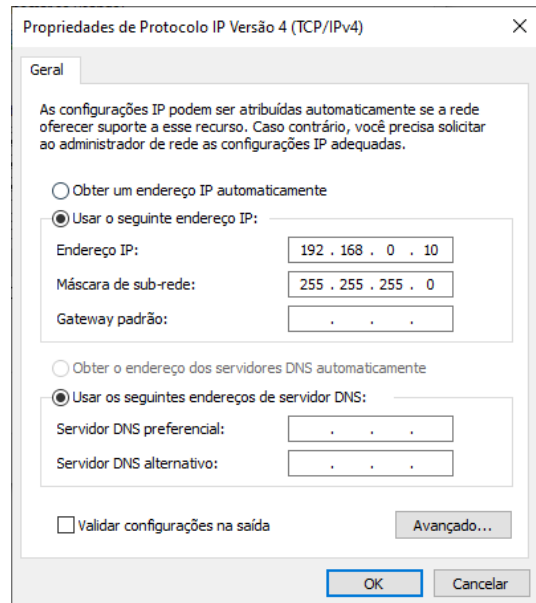 Propriedades de Protocolo IP Versão 4 (TCP/IPv4)
Geral
As configurações IP podem ser atribuídas automaticamente se a rede
oferecer suporte a esse recurso. Caso contrário, você precisa solicitar
ao administrador de rede as configurações IP adequadas.
Obter um endereço IP automaticamente
Usar o seguinte endereço IP:
Endereço IP: 192 . 168 . 0 . 10
Máscara de sub-rede: 255 . 255 . 255 . 0
Gateway padrão: . . .
Obter o endereço dos servidores DNS automaticamente
Usar os seguintes endereços de servidor DNS:
Servidor DNS preferencial: . . .
Servidor DNS alternativo: . . .
Validar configurações na saída Avançado...
OK Cancelar